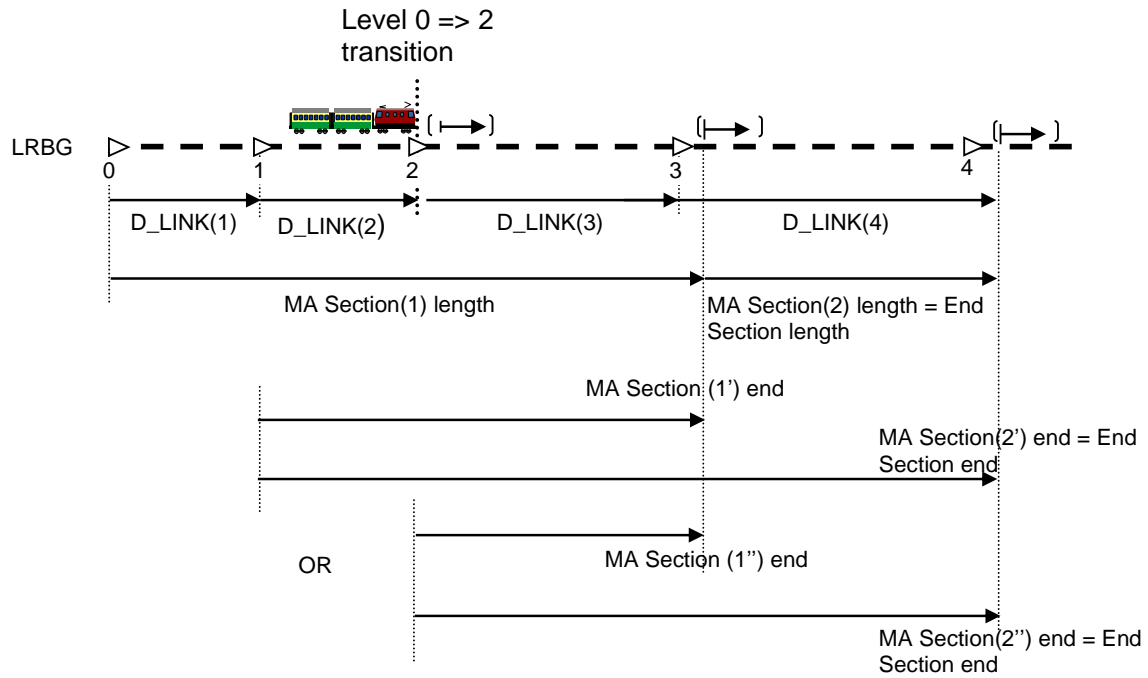 Level 0 => 2
transition
LRBG
0
1
2
3
4
D_LINK(1)
D_LINK(2)
D_LINK(3)
D_LINK(4)
MA Section(1) length
MA Section(2) length = End
Section length
MA Section (1') end
MA Section(2') end = End
Section end
OR
MA Section (1'') end
MA Section(2'') end = End
Section end